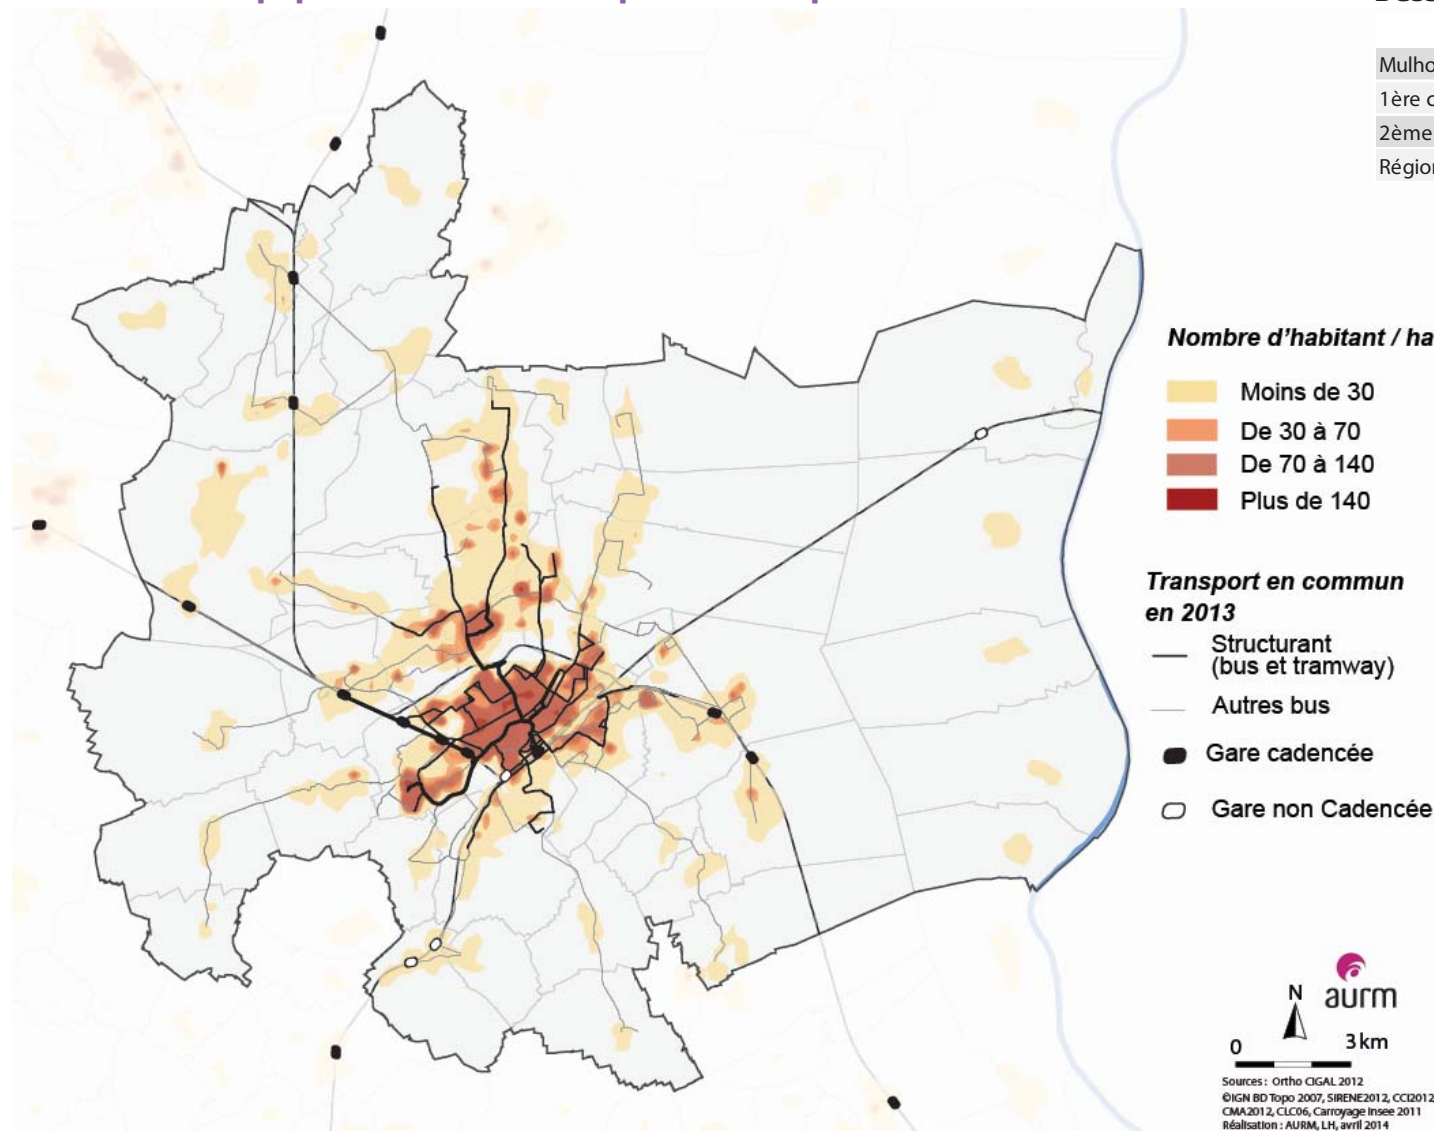 Mulho
1ère c
2ème
Région
Nombre d'habitant / ha
Moins de 30
De 30 à 70
De 70 à 140
Plus de 140
Transport en commun
en 2013
Structurant
(bus et tramway)
Autres bus
Gare cadencée
Gare non Cadencée
N
aurm
0
3 km
Sources : Ortho CIGAL 2012
©IGN BD Topo 2007, SIRENE2012, CCI2012
CMA2012, CLC06, Carroyage Insee 2011
Réalisation : AURM, LH, avril 2014